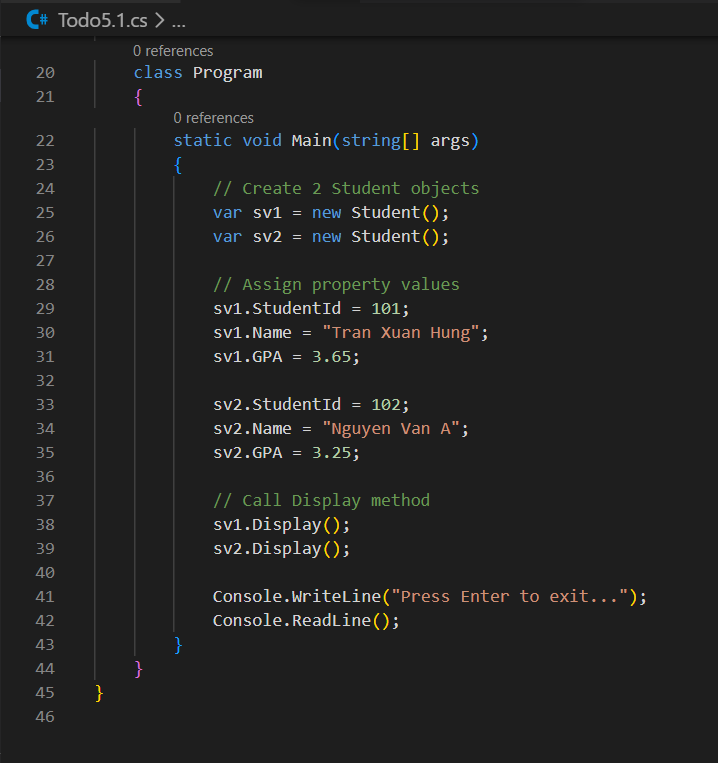 C# Todo5.1.cs > ...
0 references
20 class Program
21 {
0 references
22 static void Main(string[] args)
23 {
24 // Create 2 Student objects
25 var sv1 = new Student();
26 var sv2 = new Student();
27
28 // Assign property values
29 sv1.StudentId = 101;
30 sv1.Name = "Tran Xuan Hung";
31 sv1.GPA = 3.65;
32
33 sv2.StudentId = 102;
34 sv2.Name = "Nguyen Van A";
35 sv2.GPA = 3.25;
36
37 // Call Display method
38 sv1.Display();
39 sv2.Display();
40
41 Console.WriteLine("Press Enter to exit...");
42 Console.ReadLine();
43 }
44 }
45 }
46